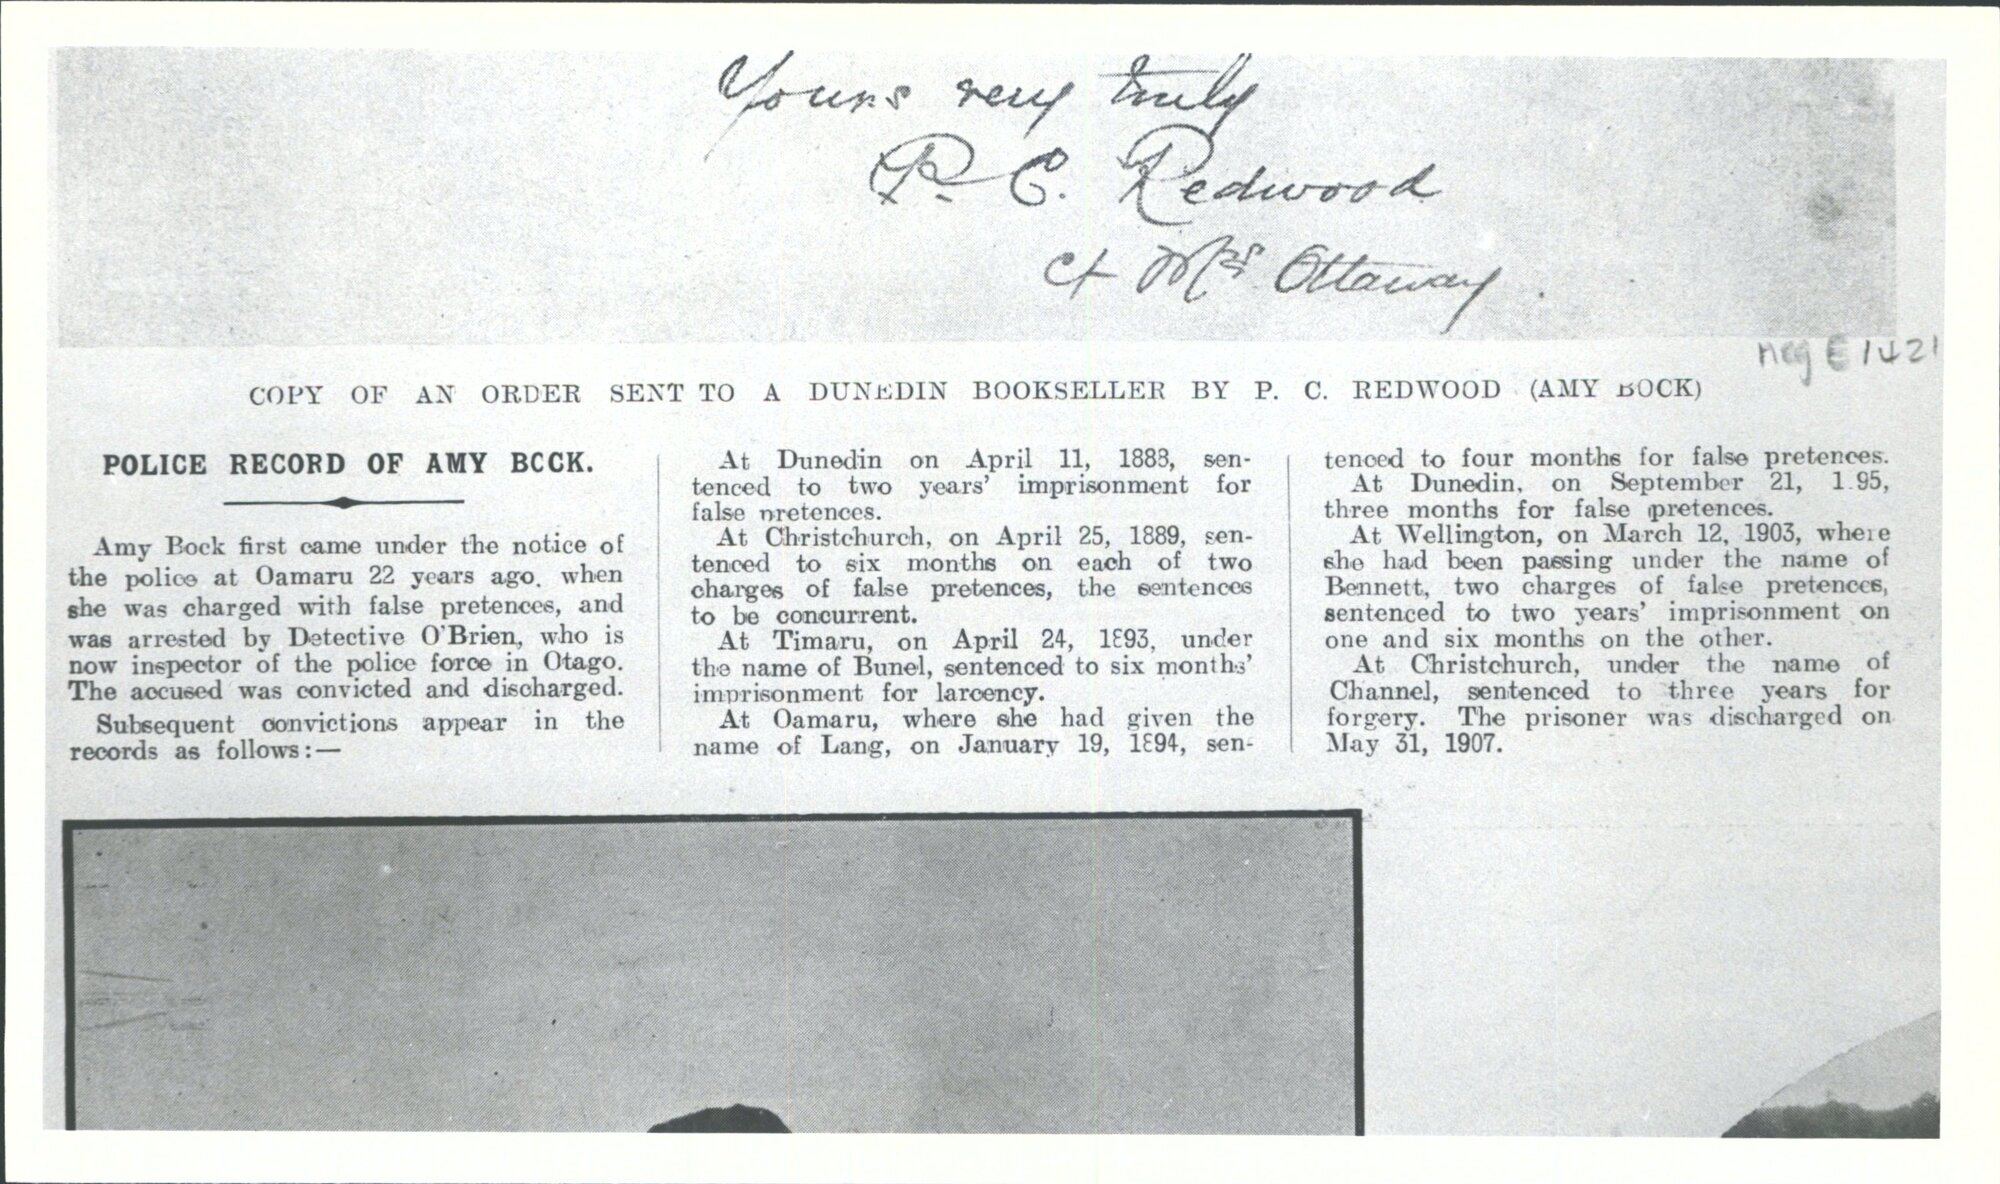 Yours very truly
P. C. Redwood
c/ Mrs Ottaway
neg E 1421
COPY OF AN ORDER SENT TO A DUNEDIN BOOKSELLER BY P. C. REDWOOD (AMY BOCK)
POLICE RECORD OF AMY BOCK.
Amy Bock first came under the notice of
the police at Oamaru 22 years ago, when
she was charged with false pretences, and
was arrested by Detective O'Brien, who is
now inspector of the police force in Otago.
The accused was convicted and discharged.
Subsequent convictions appear in the
records as follows:—
At Dunedin on April 11, 1888, sen-
tenced to two years' imprisonment for
false pretences.
At Christchurch, on April 25, 1889, sen-
tenced to six months on each of two
charges of false pretences, the sentences
to be concurrent.
At Timaru, on April 24, 1893, under
the name of Bunel, sentenced to six months'
imprisonment for larcency.
At Oamaru, where she had given the
name of Lang, on January 19, 1894, sen-
tenced to four months for false pretences.
At Dunedin, on September 21, 1 95,
three months for false pretences.
At Wellington, on March 12, 1903, where
she had been passing under the name of
Bennett, two charges of false pretences,
sentenced to two years' imprisonment on
one and six months on the other.
At Christchurch, under the name of
Channel, sentenced to three years for
forgery. The prisoner was discharged on
May 31, 1907.